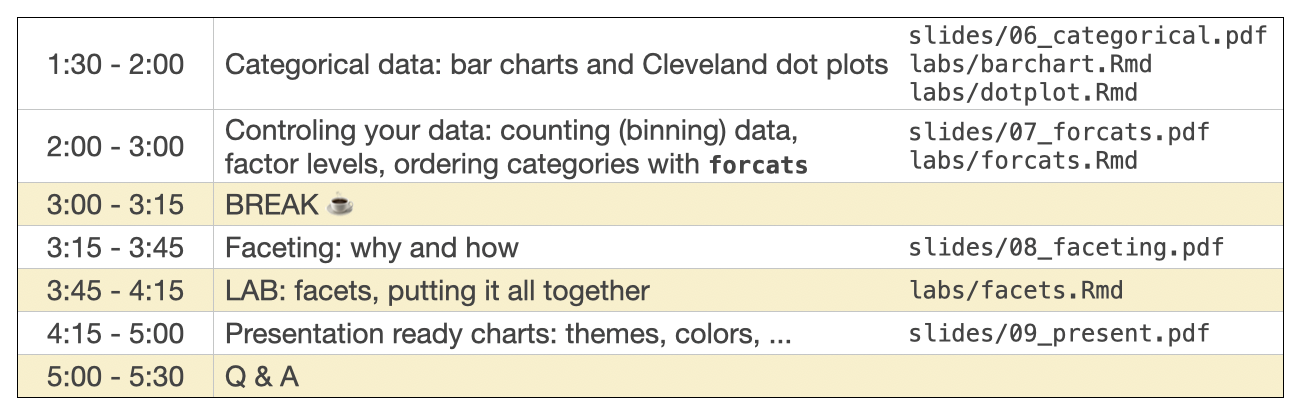 1:30 - 2:00 Categorical data: bar charts and Cleveland dot plots slides/06_categorical.pdf
labs/barchart.Rmd
labs/dotplot.Rmd
2:00 - 3:00 Controling your data: counting (binning) data, slides/07_forcats.pdf
factor levels, ordering categories with forcats labs/forcats.Rmd
3:00 - 3:15 BREAK ☕
3:15 - 3:45 Faceting: why and how slides/08_faceting.pdf
3:45 - 4:15 LAB: facets, putting it all together labs/facets.Rmd
4:15 - 5:00 Presentation ready charts: themes, colors, ... slides/09_present.pdf
5:00 - 5:30 Q & A